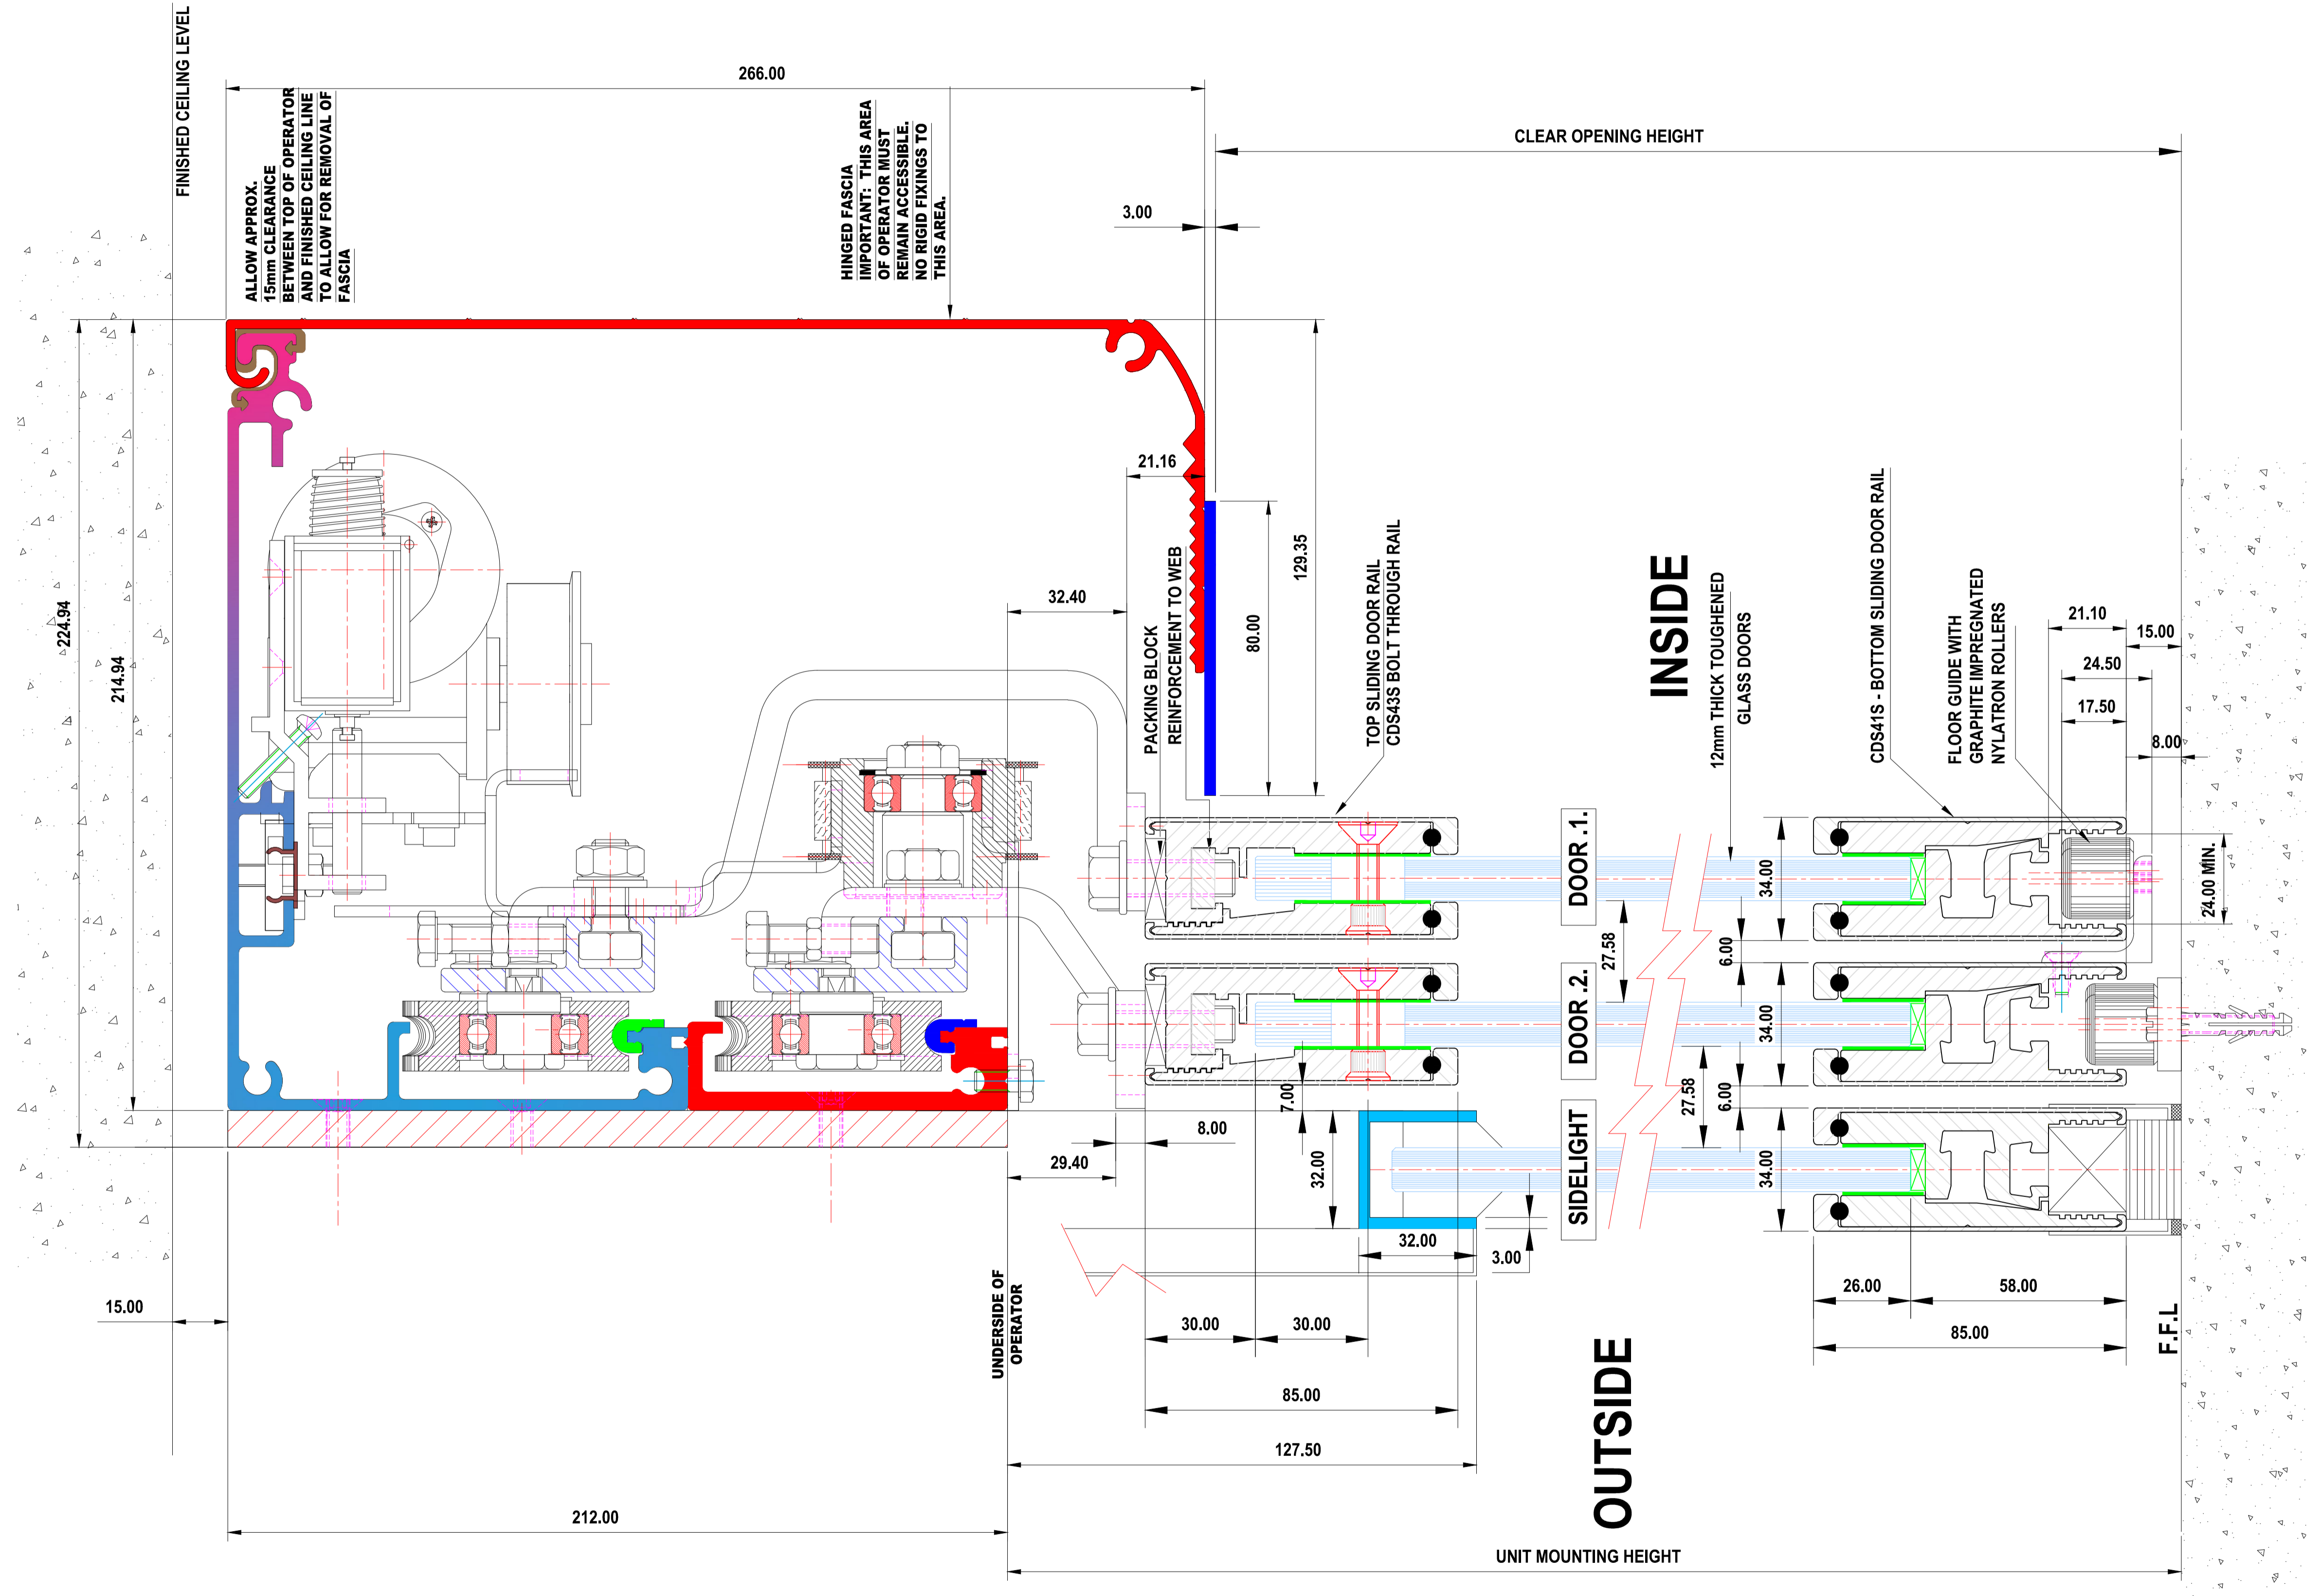 FINISHED CEILING LEVEL
266.00
ALLOW APPROX.
15mm CLEARANCE
BETWEEN TOP OF OPERATOR
AND FINISHED CEILING LINE
TO ALLOW FOR REMOVAL OF
FASCIA
HINGED FASCIA
IMPORTANT: THIS AREA
OF OPERATOR MUST
REMAIN ACCESSIBLE.
NO RIGID FIXINGS TO
THIS AREA.
CLEAR OPENING HEIGHT
3.00
224.94
214.94
21.16
129.35
80.00
32.40
PACKING BLOCK
REINFORCEMENT TO WEB
TOP SLIDING DOOR RAIL
CDS43S BOLT THROUGH RAIL
INSIDE
12mm THICK TOUGHENED
GLASS DOORS
CDS41S - BOTTOM SLIDING DOOR RAIL
FLOOR GUIDE WITH
GRAPHITE IMPREGNATED
NYLATRON ROLLERS
21.10
15.00
24.50
17.50
8.00
DOOR .1.
34.00
24.00 MIN.
27.58
6.00
DOOR .2.
34.00
27.58
6.00
7.00
8.00
29.40
32.00
SIDELIGHT
34.00
32.00
3.00
15.00
UNDERSIDE OF
OPERATOR
30.00
30.00
26.00
58.00
85.00
F.F.L
85.00
OUTSIDE
127.50
212.00
UNIT MOUNTING HEIGHT